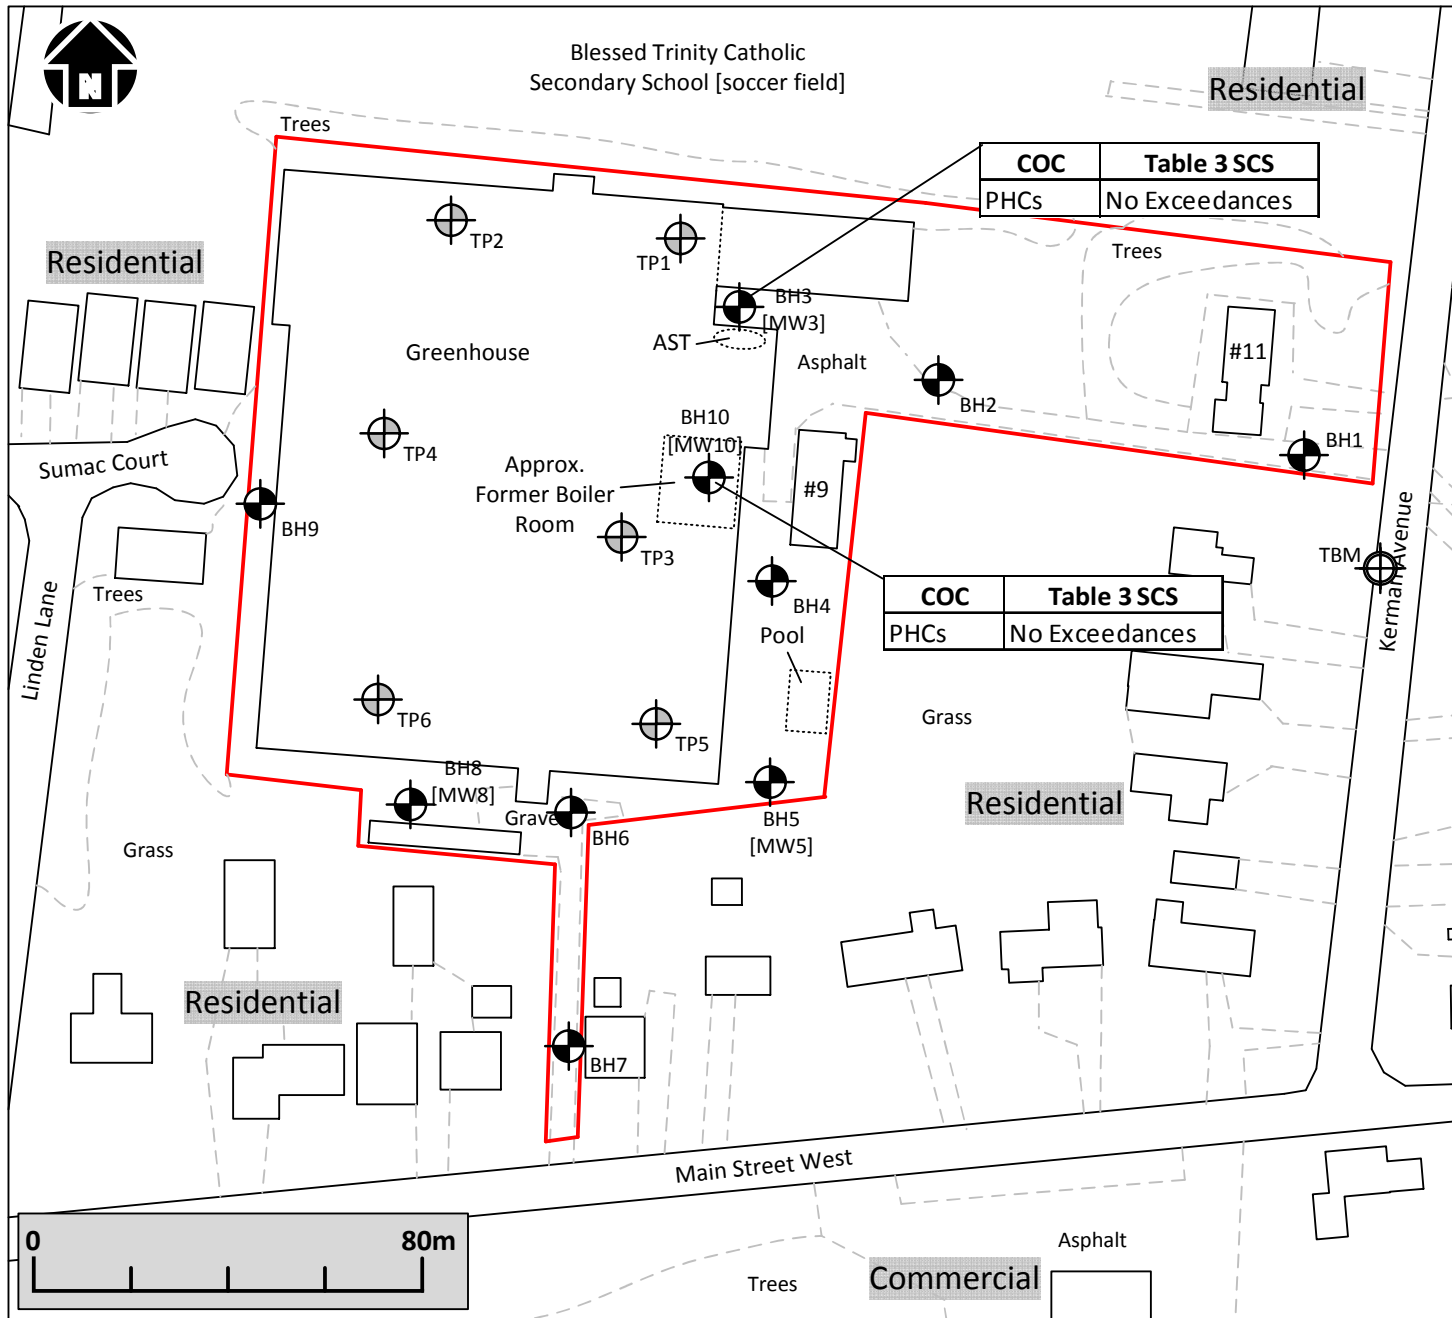 N
Blessed Trinity Catholic
Secondary School [soccer field]
Residential
Trees
COC Table 3 SCS
PHCs No Exceedances
TP2
TP1
Trees
Residential
BH3
[MW3]
AST
Greenhouse
Asphalt
#11
BH2
BH10
[MW10]
BH1
TP4
Sumac Court
Approx.
Former Boiler
Room
#9
BH9
TP3
TBM
Kerman Avenue
Linden Lane
Trees
BH4
COC Table 3 SCS
PHCs No Exceedances
Pool
TP6
TP5
Grass
BH8
[MW8]
Residential
Grave
BH6
BH5
[MW5]
Grass
Residential
BH7
Main Street West
0 80m
Asphalt
Trees
Commercial